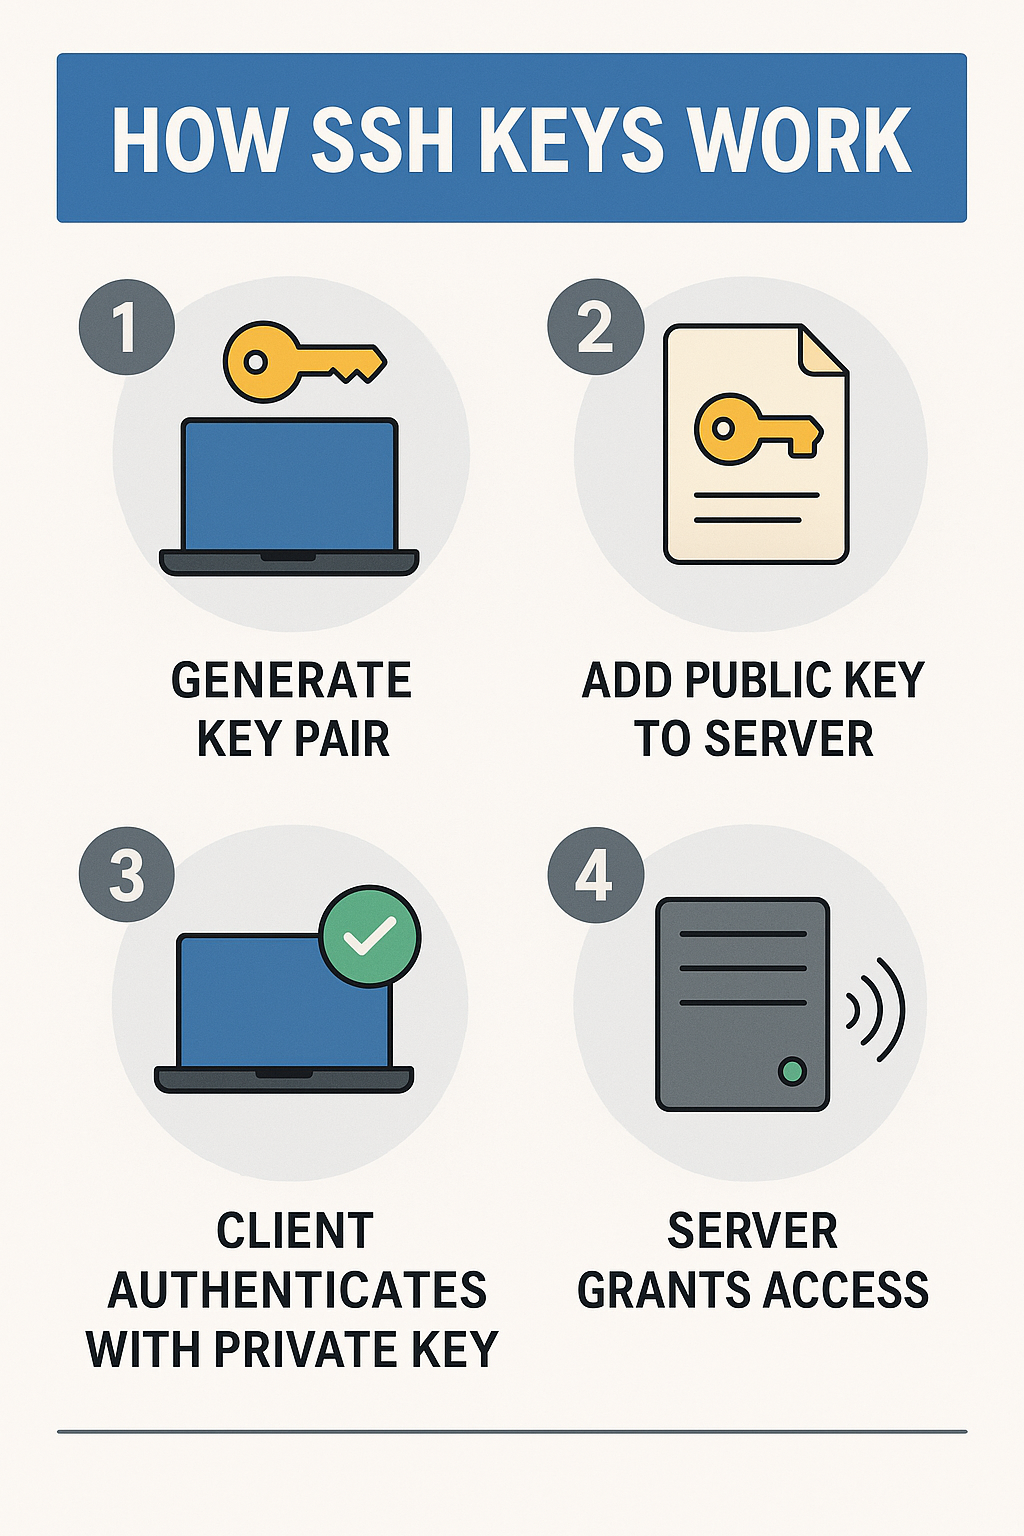 HOW SSH KEYS WORK
1
GENERATE
KEY PAIR
2
ADD PUBLIC KEY
TO SERVER
3
CLIENT
AUTHENTICATES
WITH PRIVATE KEY
4
SERVER
GRANTS ACCESS